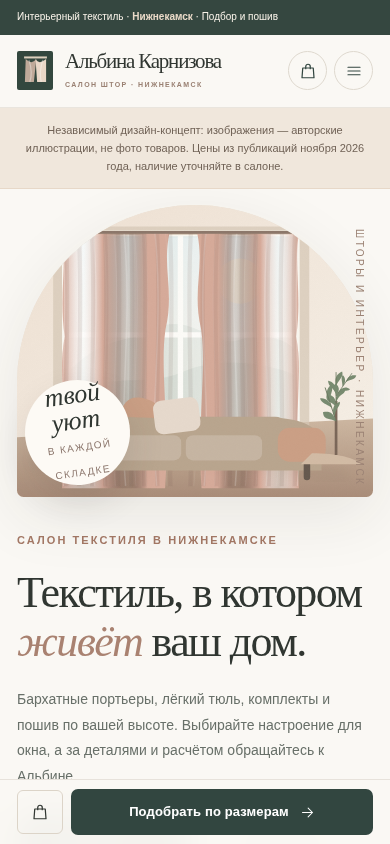 Интерьерный текстиль · Нижнекамск · Подбор и пошив
Альбина Карнизова
САЛОН ШТОР · НИЖНЕКАМСК
Независимый дизайн-концепт: изображения — авторские
иллюстрации, не фото товара. Цены из публикаций ноября 2026
года, наличие уточняйте в салоне.
ШТОРЫ И ИНТЕРЬЕР · НИЖНЕКАМСК
твой
уют
В КАЖДОЙ
СКЛАДКЕ
САЛОН ТЕКСТИЛЯ В НИЖНЕКАМСКЕ
Текстиль, в котором
живёт ваш дом.
Бархатные портьеры, лёгкий тюль, комплекты и
пошив по вашей высоте. Выбирайте настроение для
окна, а за деталями и расчётом обращайтесь к
Альбине.
Подобрать по размерам